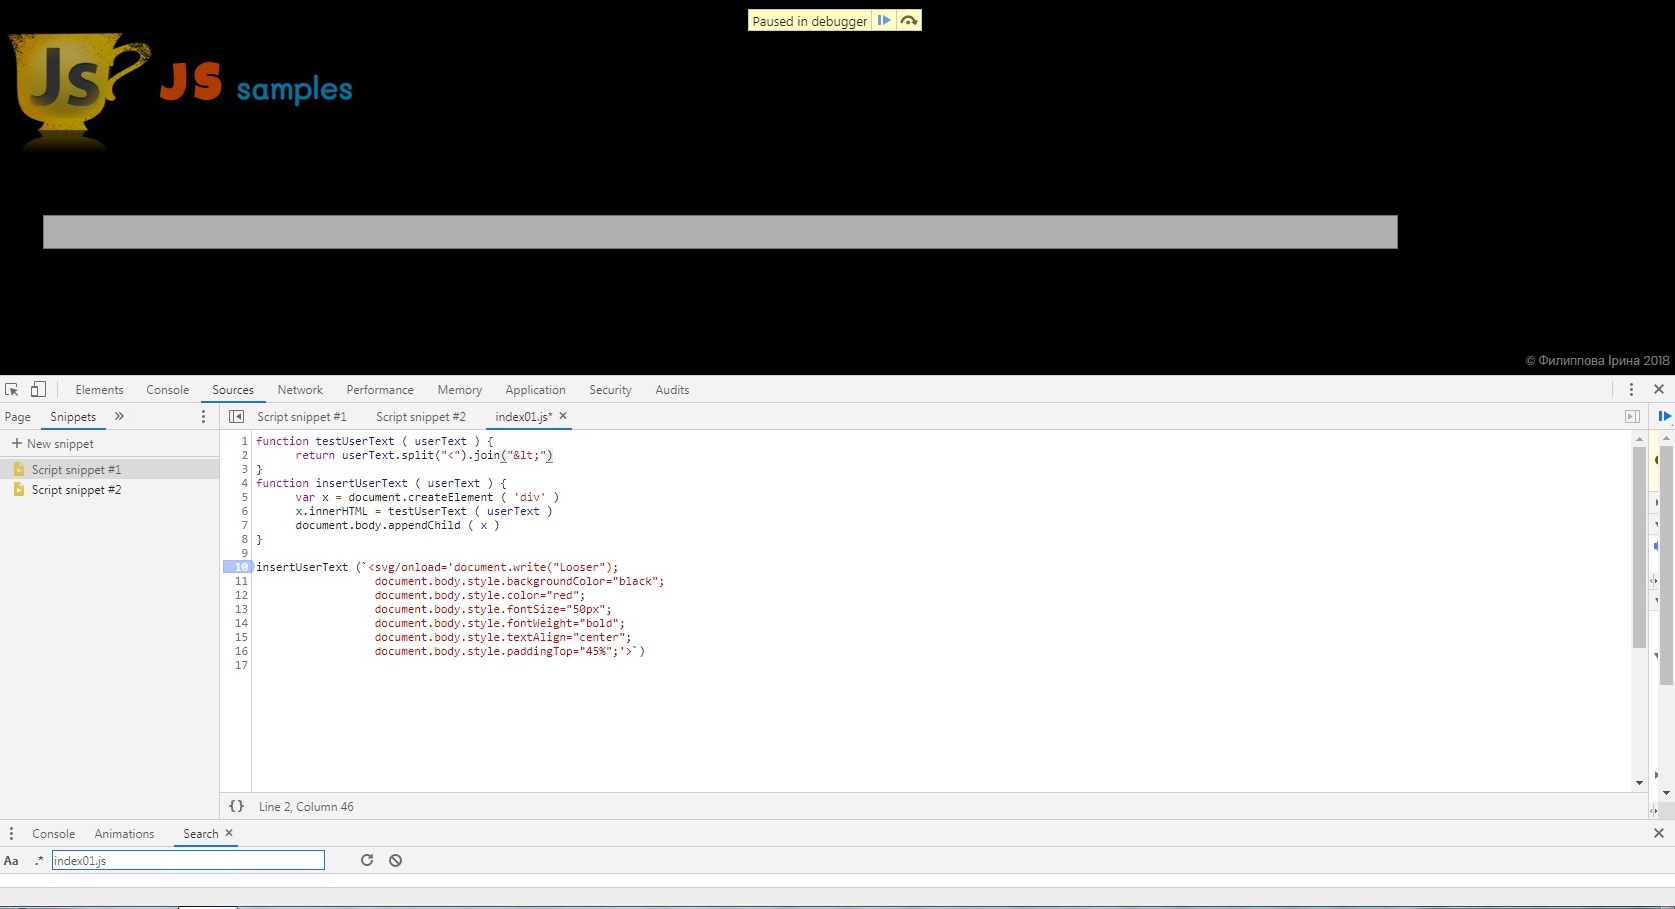 Paused in debugger
Js JS samples
© Филиппова Ірина 2018
Elements Console Sources Network Performance Memory Application Security Audits
Page Snippets » Script snippet #1 Script snippet #2 index01.js* ×
+ New snippet
Script snippet #1
Script snippet #2
1 function testUserText ( userText ) {
2 return userText.split("<").join("&lt;")
3 }
4 function insertUserText ( userText ) {
5 var x = document.createElement ( 'div' )
6 x.innerHTML = testUserText ( userText )
7 document.body.appendChild ( x )
8 }
9
10 insertUserText (`<svg/onload='document.write("Looser");
11 document.body.style.backgroundColor="black";
12 document.body.style.color="red";
13 document.body.style.fontSize="50px";
14 document.body.style.fontWeight="bold";
15 document.body.style.textAlign="center";
16 document.body.style.paddingTop="45%";'>`)
17
{} Line 2, Column 46
Console Animations Search ×
Aa .* index01.js